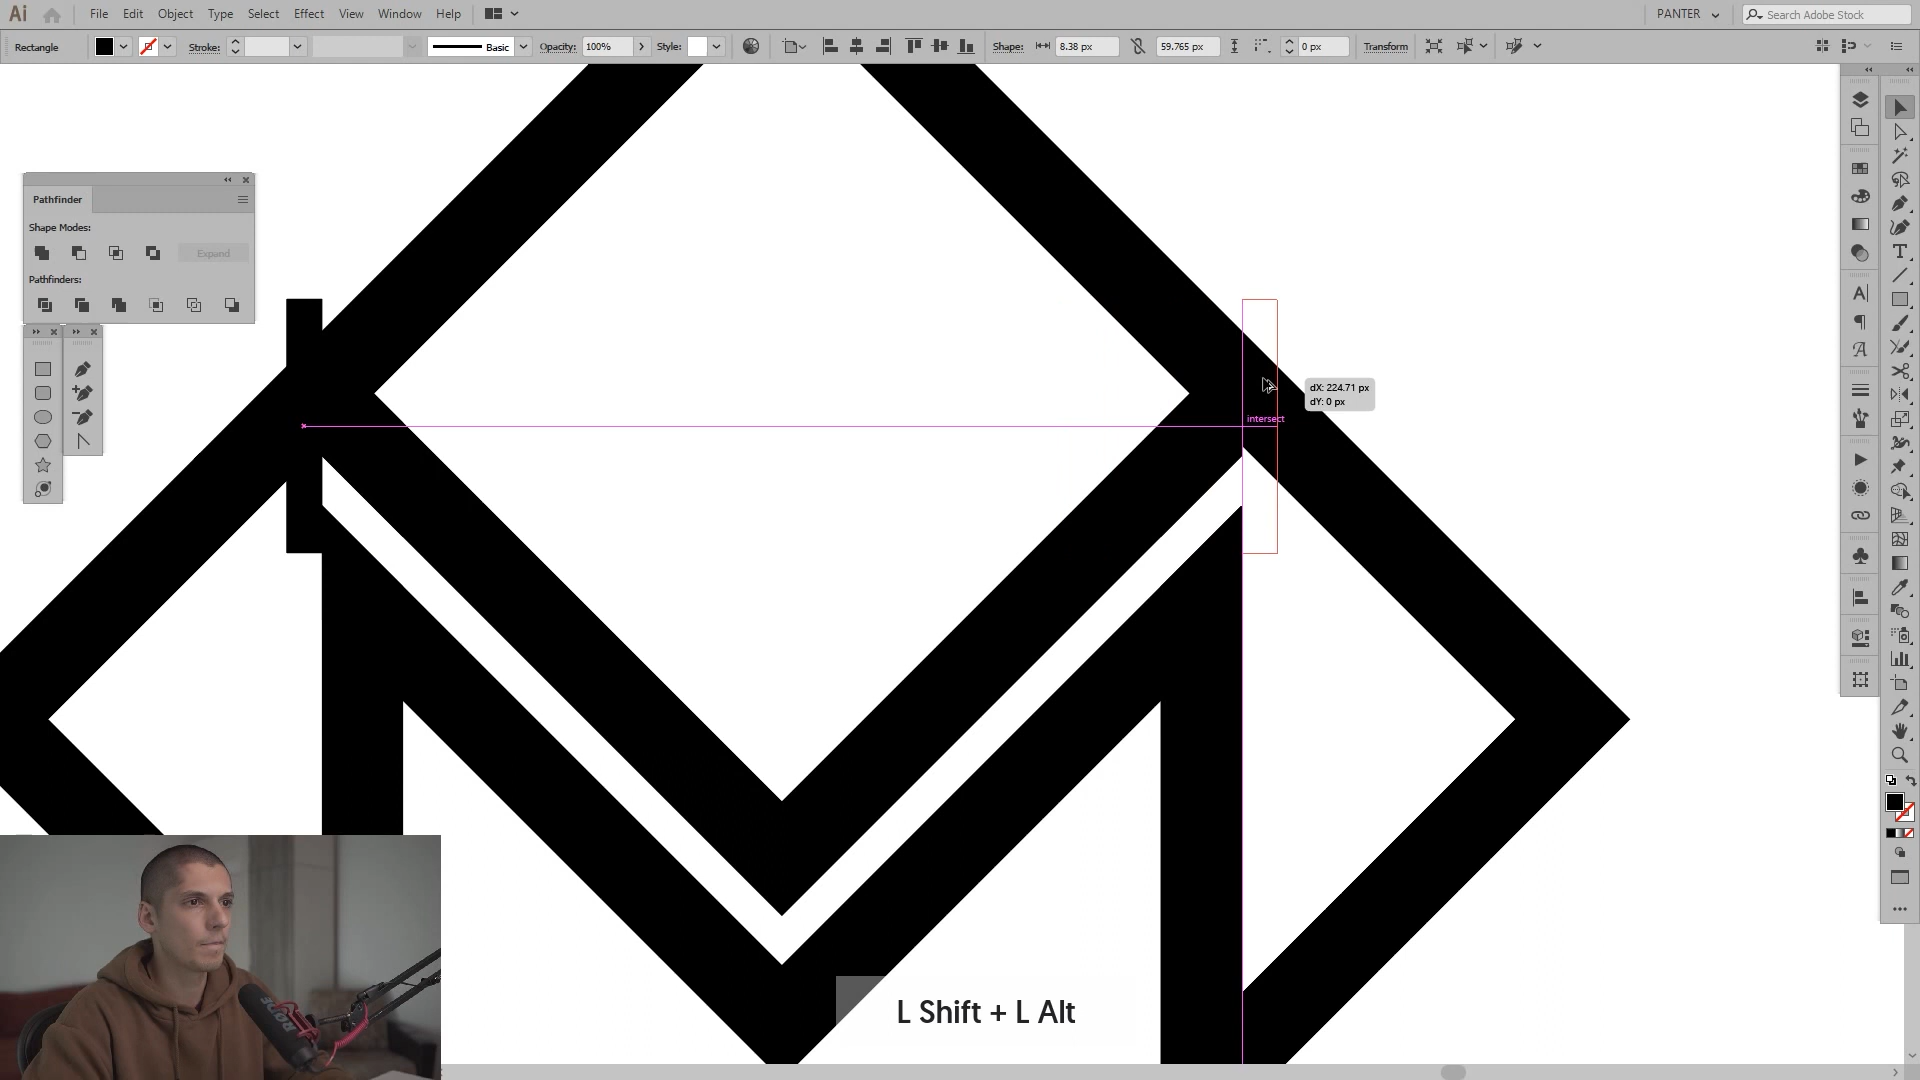 Ai File Edit Object Type Select Effect View Window Help PANTER Search Adobe Stock
Rectangle Stroke: Basic Opacity: 100% Style: Shape: 8.38 px 59.765 px 0 px Transform
Pathfinder
Shape Modes:
Expand
Pathfinders:
dX: 224.71 px
dY: 0 px
intersect
L Shift + L Alt